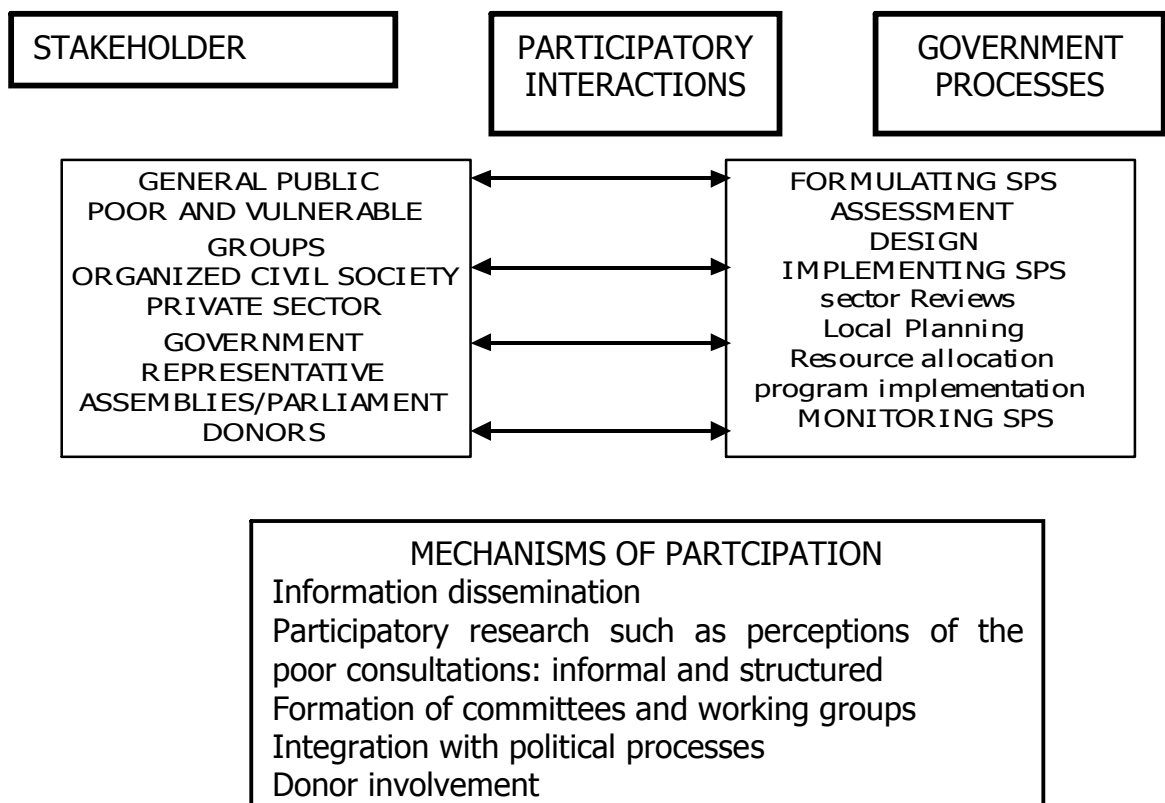 STAKEHOLDER
PARTICIPATORY
INTERACTIONS
GOVERNMENT
PROCESSES
GENERAL PUBLIC
POOR AND VULNERABLE
GROUPS
ORGANIZED CIVIL SOCIETY
PRIVATE SECTOR
GOVERNMENT
REPRESENTATIVE
ASSEMBLIES/PARLIAMENT
DONORS
FORMULATING SPS
ASSESSMENT
DESIGN
IMPLEMENTING SPS
sector Reviews
Local Planning
Resource allocation
program implementation
MONITORING SPS
MECHANISMS OF PARTCIPATION
Information dissemination
Participatory research such as perceptions of the
poor consultations: informal and structured
Formation of committees and working groups
Integration with political processes
Donor involvement